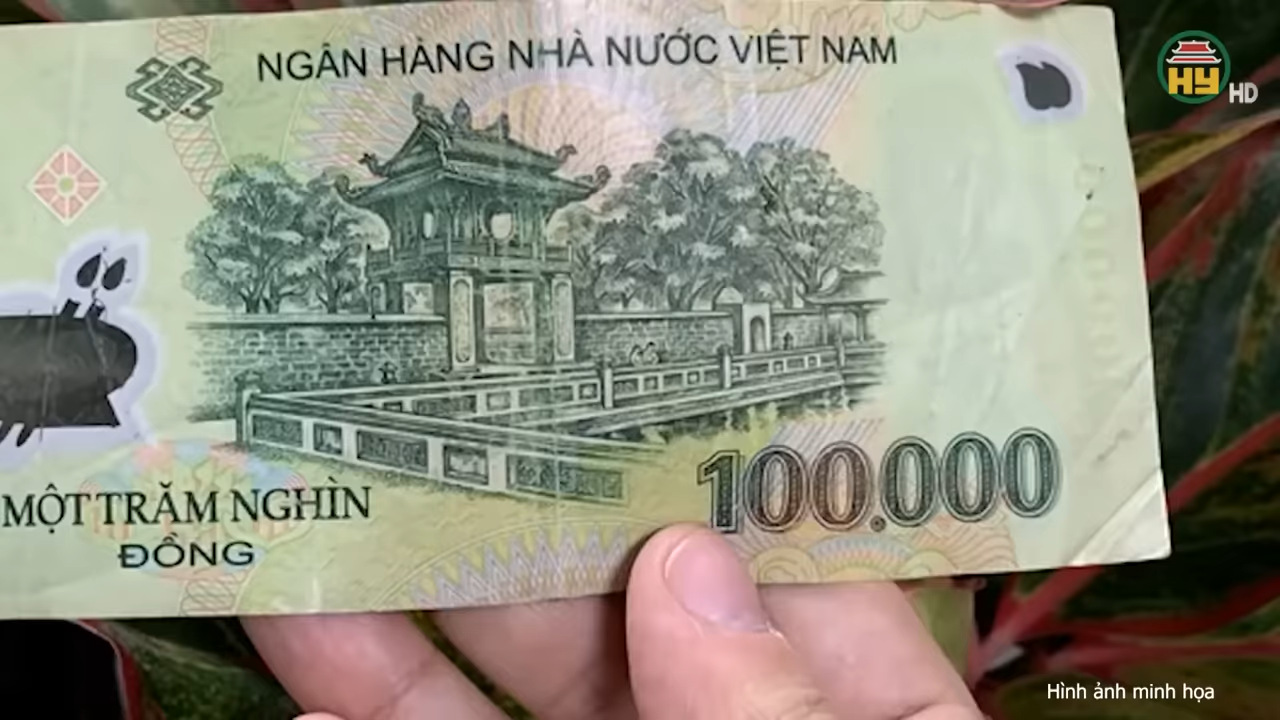 NGÂN HÀNG NHÀ NƯỚC VIỆT NAM
HY HD
100.000
MỘT TRĂM NGHÌN
ĐỒNG
Hình ảnh minh họa